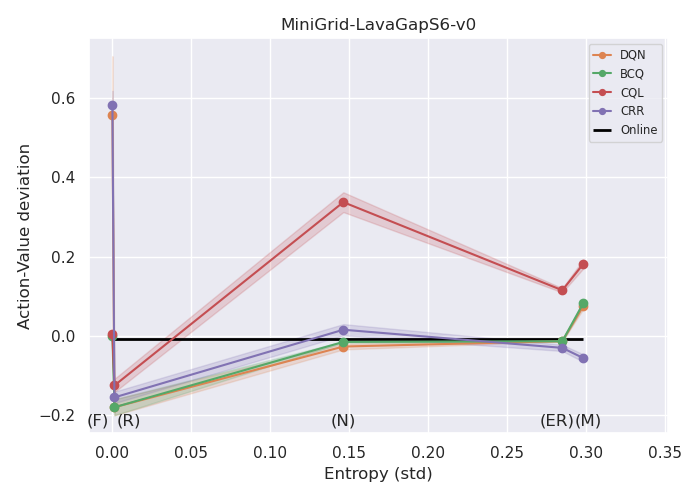 MiniGrid-LavaGapS6-v0
DQN
BCQ
CQL
CRR
Online
Action-Value deviation
0.6
0.4
0.2
0.0
−0.2
(F) (R) (N) (ER) (M)
0.00 0.05 0.10 0.15 0.20 0.25 0.30 0.35
Entropy (std)